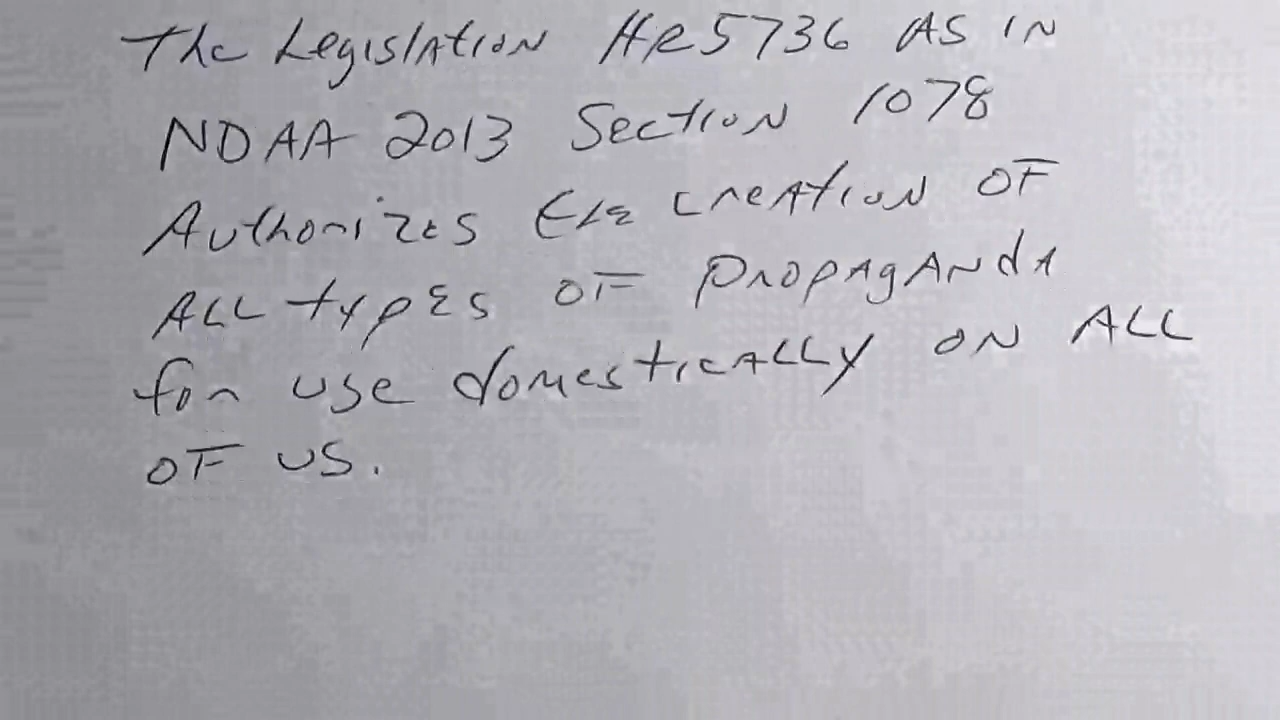 The Legislation HR5736 AS IN
NDAA 2013 Section 1078
Authorizes the creation of
ALL types of propaganda
for use domestically on ALL
of us.